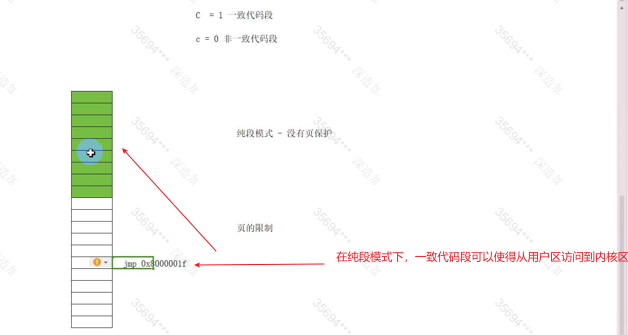 C = 1 一致代码段
c = 0 非一致代码段
纯段模式 - 没有页保护
页的限制
jmp 0x8000001f
在纯段模式下，一致代码段可以使得从用户区访问到内核区